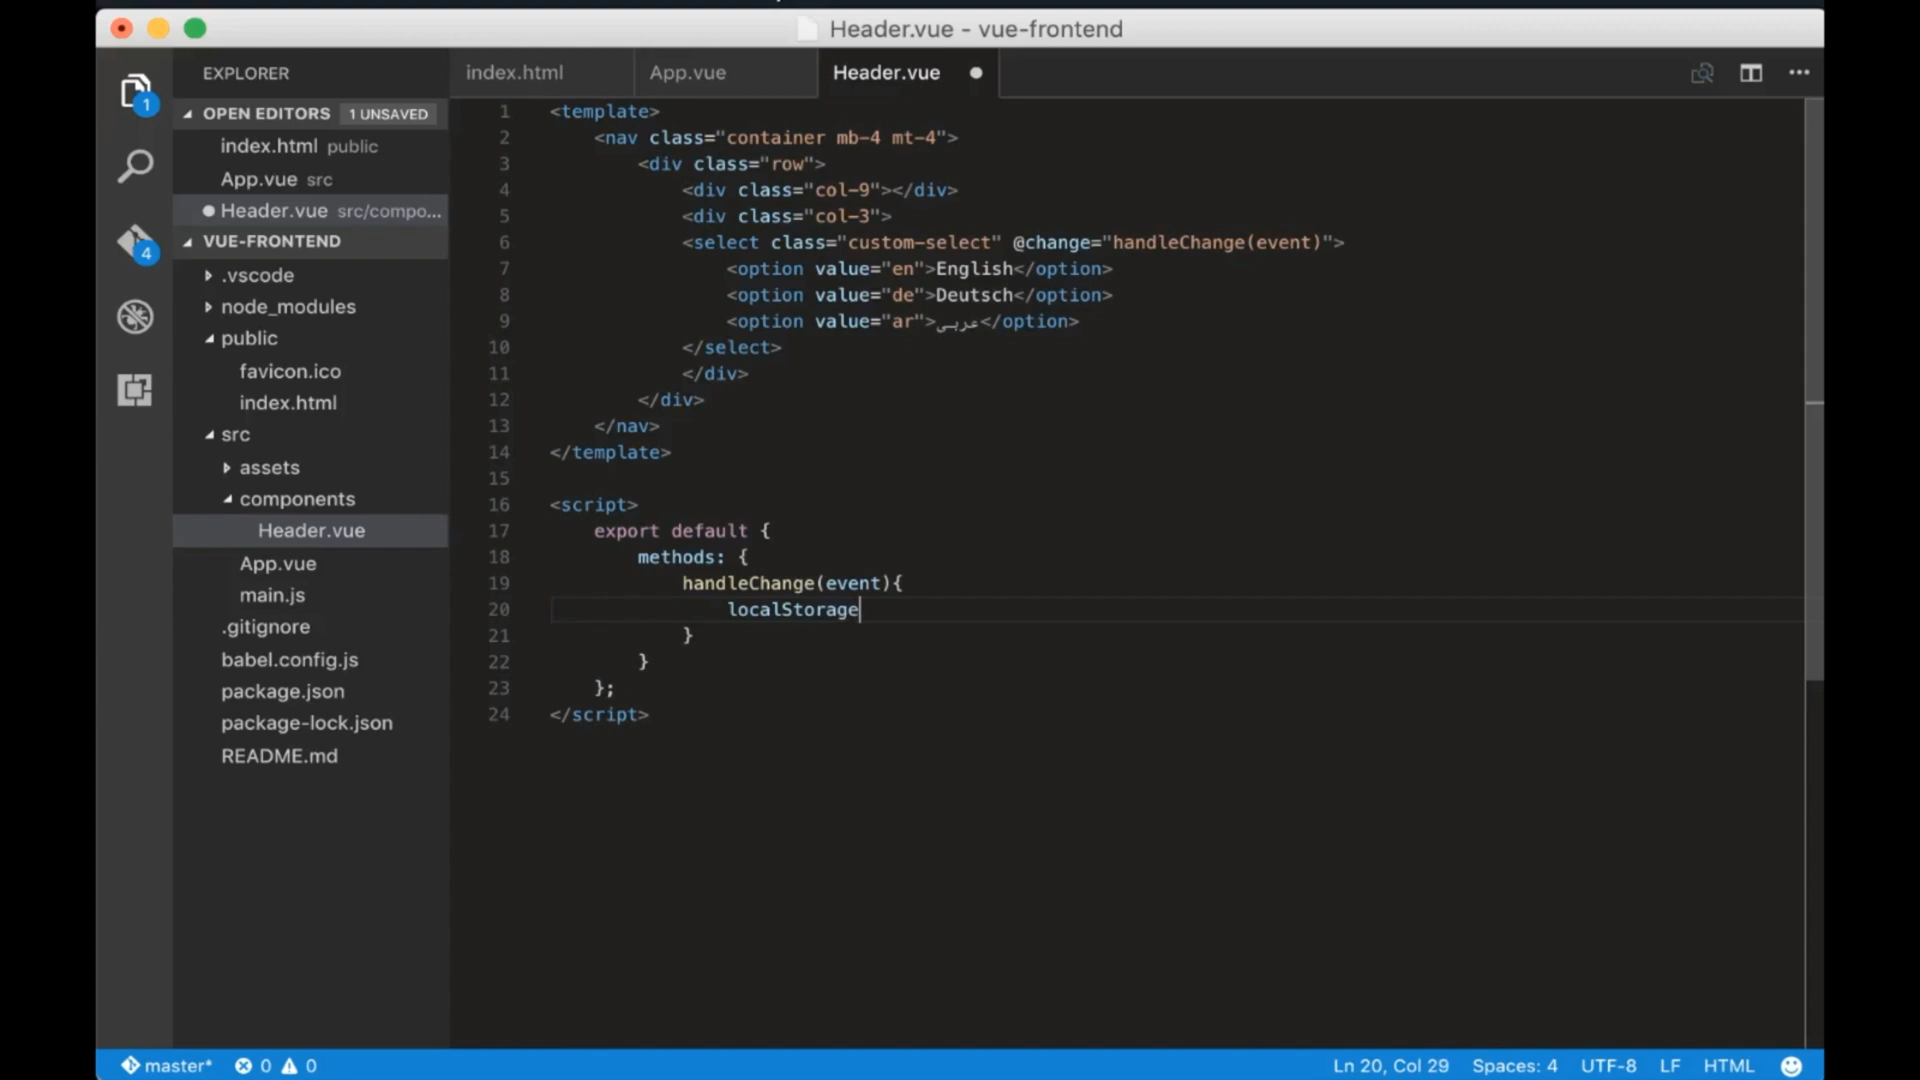 Header.vue - vue-frontend
EXPLORER
index.html
App.vue
Header.vue
OPEN EDITORS 1 UNSAVED
index.html public
App.vue src
Header.vue src/compo...
VUE-FRONTEND
.vscode
node_modules
public
favicon.ico
index.html
src
assets
components
Header.vue
App.vue
main.js
.gitignore
babel.config.js
package.json
package-lock.json
README.md
1
4
1 <template>
2 <nav class="container mb-4 mt-4">
3 <div class="row">
4 <div class="col-9"></div>
5 <div class="col-3">
6 <select class="custom-select" @change="handleChange(event)">
7 <option value="en">English</option>
8 <option value="de">Deutsch</option>
9 <option value="ar">عربي</option>
10 </select>
11 </div>
12 </div>
13 </nav>
14 </template>
15
16 <script>
17 export default {
18 methods: {
19 handleChange(event){
20 localStorage
21 }
22 }
23 };
24 </script>
master* 0 0
Ln 20, Col 29 Spaces: 4 UTF-8 LF HTML